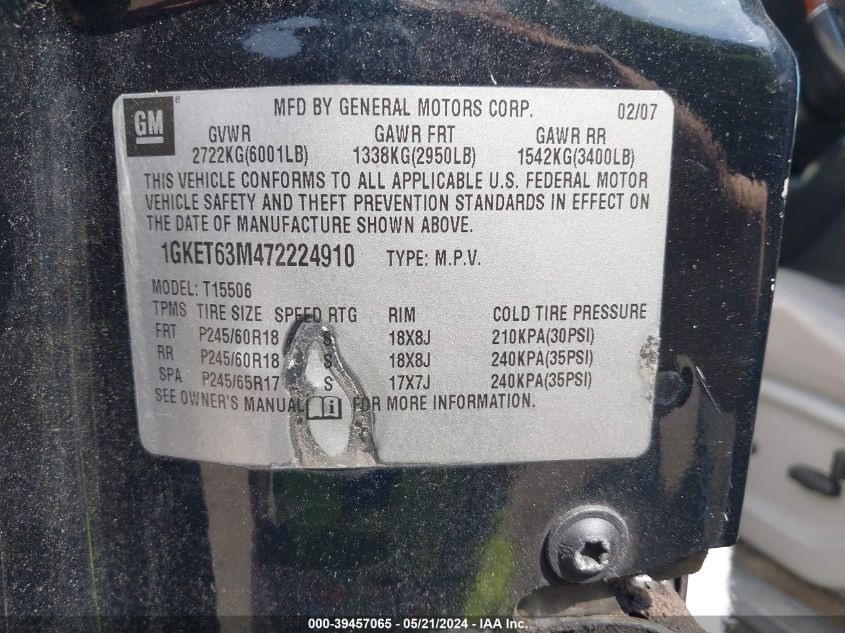 GM ®
MFD BY GENERAL MOTORS CORP. 02/07
GVWR GAWR FRT GAWR RR
2722KG(6001LB) 1338KG(2950LB) 1542KG(3400LB)
THIS VEHICLE CONFORMS TO ALL APPLICABLE U.S. FEDERAL MOTOR
VEHICLE SAFETY AND THEFT PREVENTION STANDARDS IN EFFECT ON
THE DATE OF MANUFACTURE SHOWN ABOVE.
1GKET63M472224910 TYPE: M.P.V.
MODEL: T15506
TPMS TIRE SIZE SPEED RTG RIM COLD TIRE PRESSURE
FRT P245/60R18 S 18X8J 210KPA(30PSI)
RR P245/60R18 S 18X8J 240KPA(35PSI)
SPA P245/65R17 S 17X7J 240KPA(35PSI)
SEE OWNER'S MANUAL FOR MORE INFORMATION.
000-39457065 / 05/21/2024 - IAA Inc.